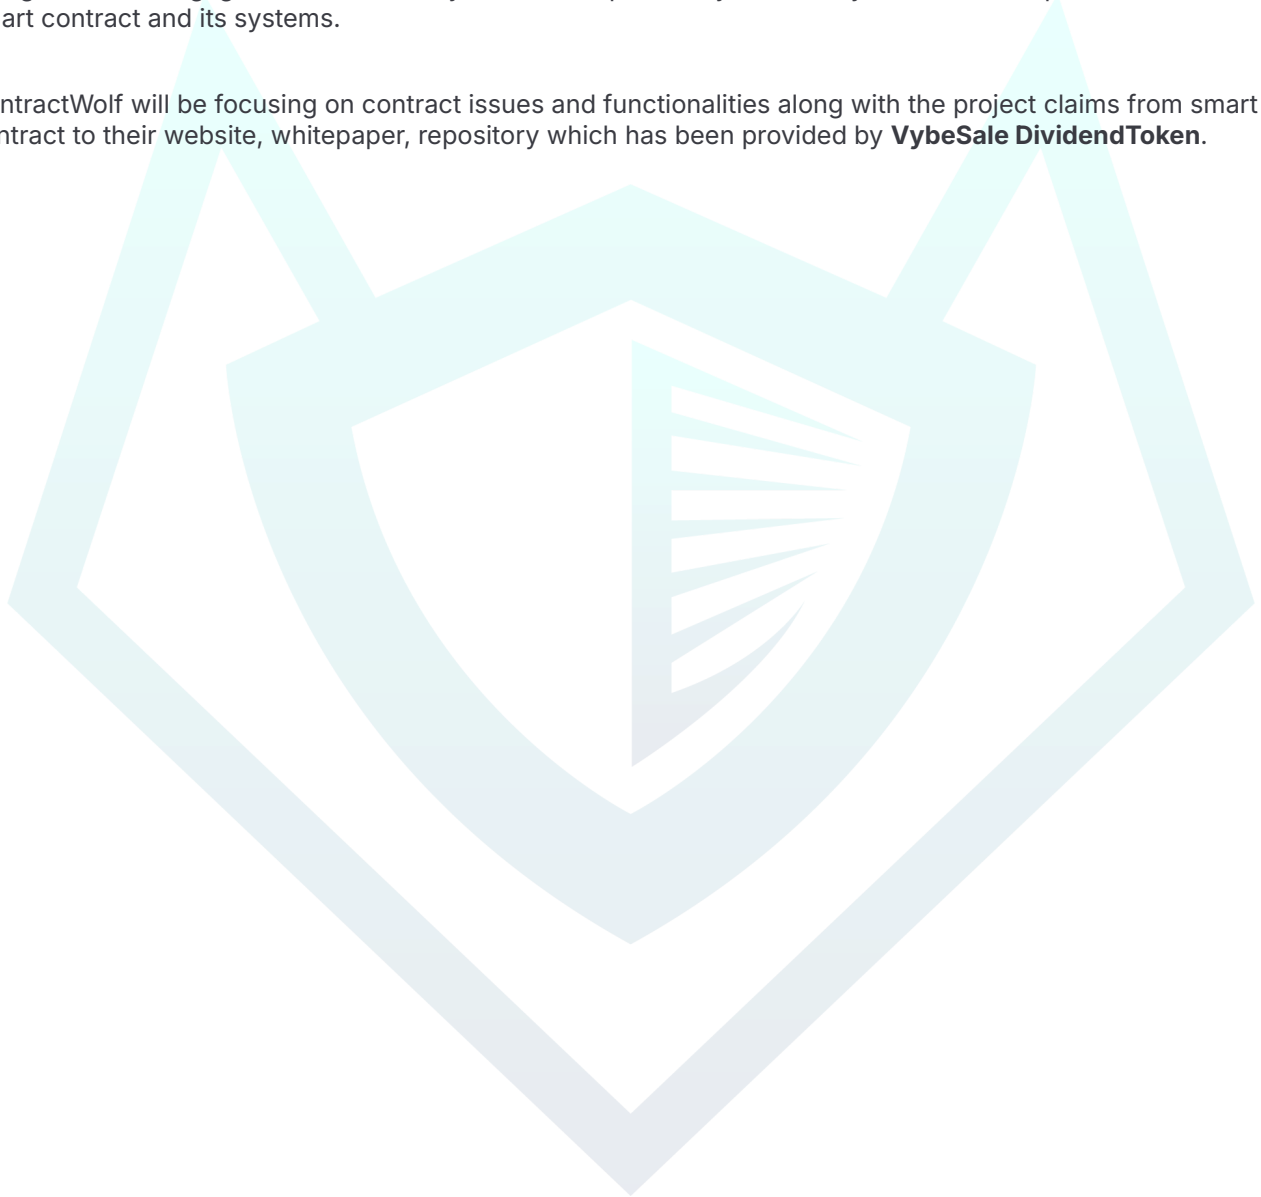 art contract and its systems.
ntractWolf will be focusing on contract issues and functionalities along with the project claims from smart
ntract to their website, whitepaper, repository which has been provided by VybeSale DividendToken.